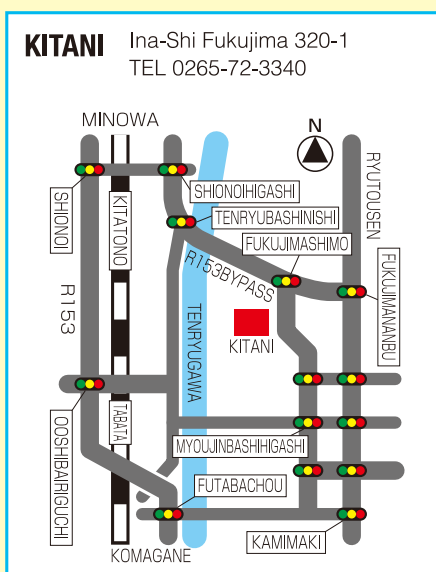 KITANI Ina-Shi Fukujima 320-1
TEL 0265-72-3340
MINOWA
N
SHIONOI
KITATONO
SHIONOIHIGASHI
TENRYUBASHINISHI
FUKUJIMASHIMO
RYUTOUSEN
FUKUJIMANANBU
R153BYPASS
R153
TENRYUGAWA
KITANI
OOSHIBAIRIGUCHI
TABATA
MYOUJINBASHIHIGASHI
FUTABACHOU
KAMIMAKI
KOMAGANE